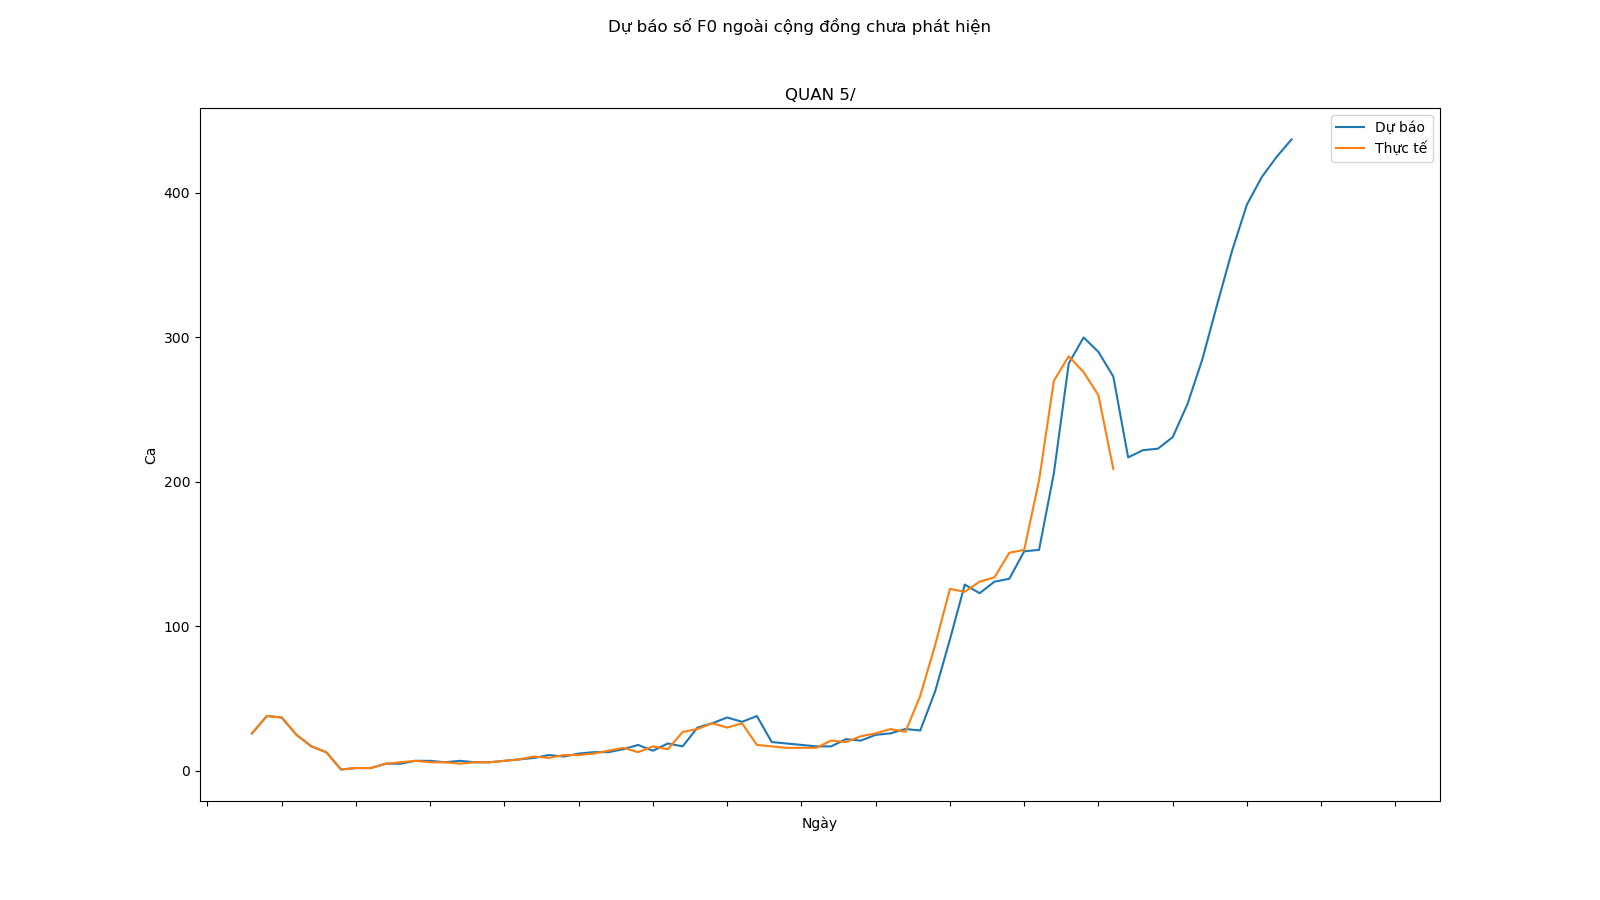 Dự báo số F0 ngoài cộng đồng chưa phát hiện
QUAN 5/
Dự báo
Thực tế
400
300
200
100
0
Ca
Ngày